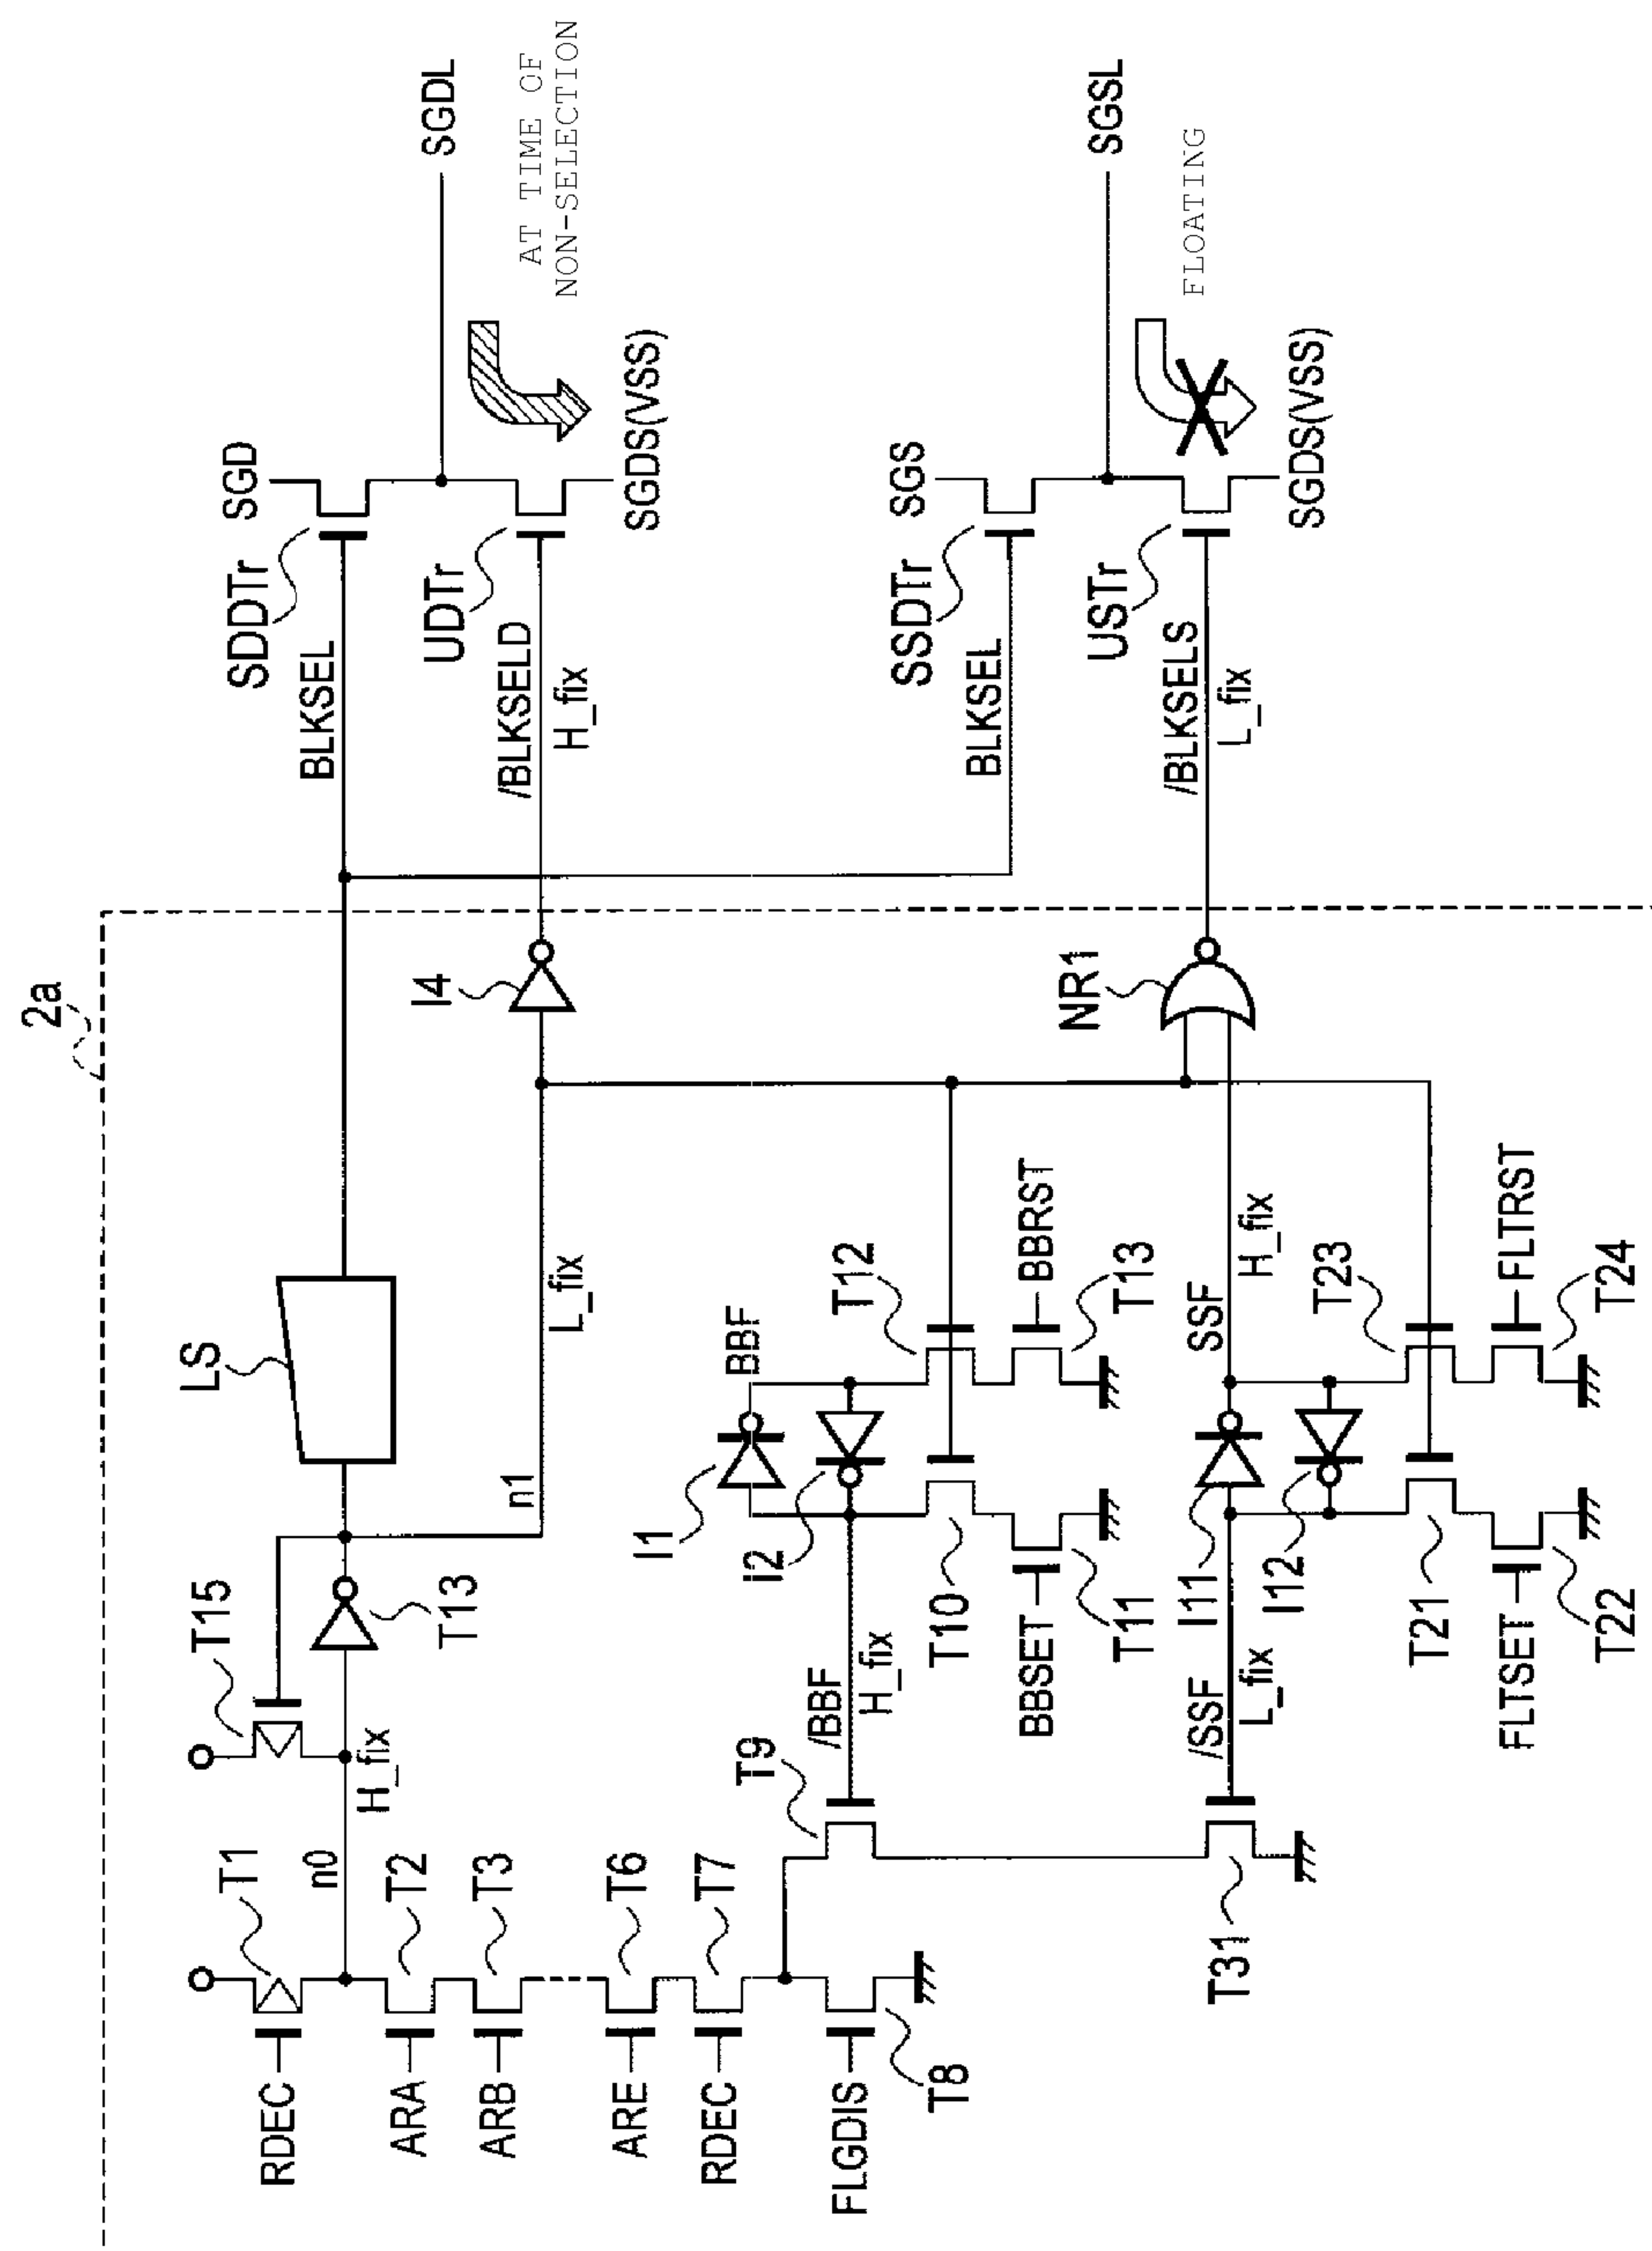 2a
T1
RDEC
n0
T2
ARA
T3
ARB
T6
ARE
T7
RDEC
T8
FLGDIS
H_fix
T15
T13
LS
n1
L_fix
I4
BLKSEL
SDDTr
SGD
SGDL
/BLKSELD
H_fix
UDTr
SGDS(VSS)
AT TIME OF
NON-SELECTION
T9
/BBF
H_fix
I1
i2
BBF
T10
T11
BBSET
T12
T13
BBRST
T31
/SSF
L_fix
I11
I12
SSF
H_fix
T21
T22
FLTSET
T23
T24
FLTRST
NR1
BLKSEL
SSDTr
SGS
SGSL
/BLKSELS
L_fix
USTr
SGDS(VSS)
FLOATING